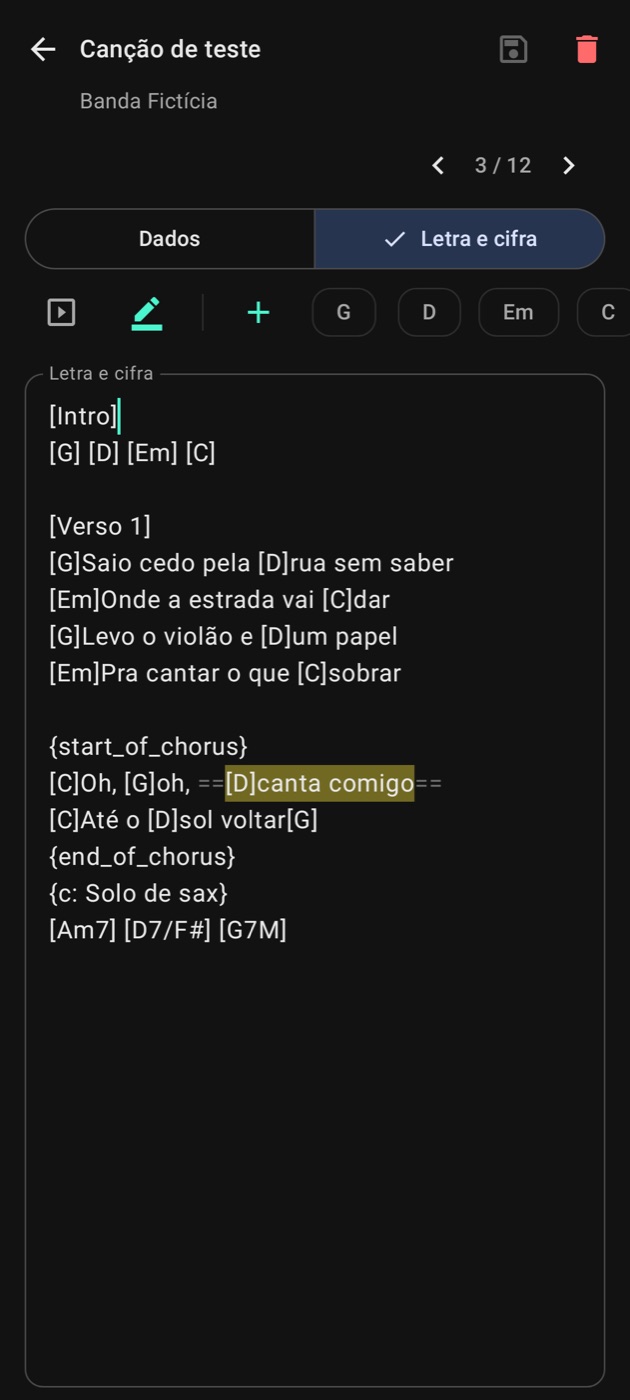 Canção de teste
Banda Fictícia
3 / 12
Dados
Letra e cifra
G D Em C
Letra e cifra
[Intro]
[G] [D] [Em] [C]
[Verso 1]
[G]Saio cedo pela [D]rua sem saber
[Em]Onde a estrada vai [C]dar
[G]Levo o violão e [D]um papel
[Em]Pra cantar o que [C]sobrar
{start_of_chorus}
[C]Oh, [G]oh, ==[D]canta comigo==
[C]Até o [D]sol voltar[G]
{end_of_chorus}
{c: Solo de sax}
[Am7] [D7/F#] [G7M]